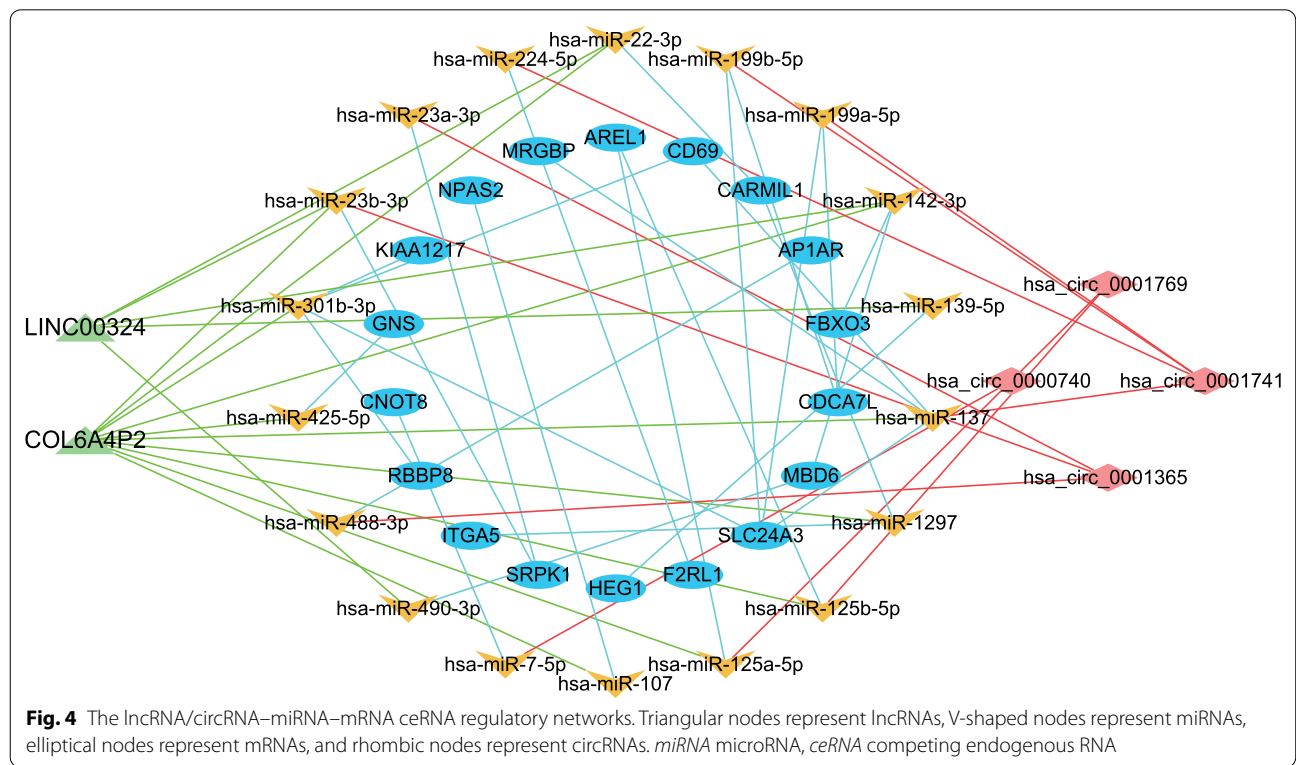 hsa-miR-22-3p
hsa-miR-224-5p
hsa-miR-199b-5p
hsa-miR-23a-3p
hsa-miR-199a-5p
AREL1
MRGBP
CD69
NPAS2
CARMIL1
hsa-miR-23b-3p
hsa-miR-142-3p
KIAA1217
AP1AR
hsa_circ_0001769
hsa-miR-301b-3p
hsa-miR-139-5p
LINC00324
GNS
FBXO3
hsa_circ_0000740
hsa_circ_0001741
CNOT8
CDCA7L
hsa-miR-425-5p
hsa-miR-137
COL6A4P2
RBBP8
MBD6
hsa_circ_0001365
hsa-miR-488-3p
hsa-miR-1297
ITGA5
SLC24A3
SRPK1
F2RL1
HEG1
hsa-miR-490-3p
hsa-miR-125b-5p
hsa-miR-7-5p
hsa-miR-125a-5p
hsa-miR-107
Fig. 4 The lncRNA/circRNA–miRNA–mRNA ceRNA regulatory networks. Triangular nodes represent lncRNAs, V-shaped nodes represent miRNAs,
elliptical nodes represent mRNAs, and rhombic nodes represent circRNAs. miRNA microRNA, ceRNA competing endogenous RNA